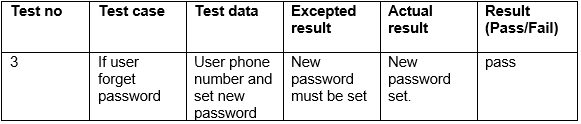 Test no Test case Test data Excepted result Actual result Result (Pass/Fail)
3 If user forget password User phone number and set new password New password must be set New password set. pass